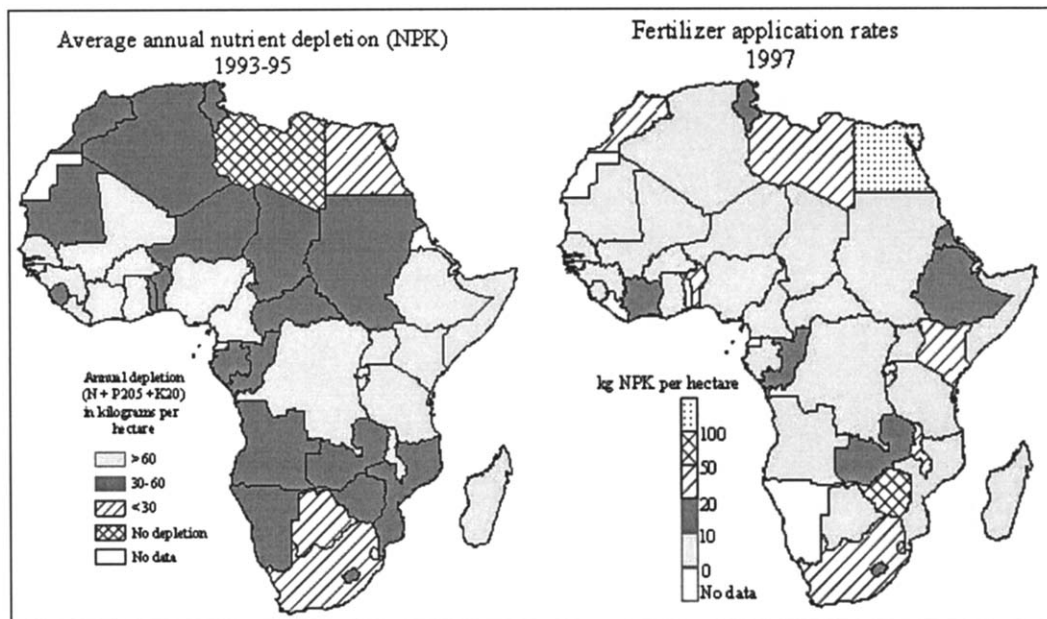 Average annual nutrient depletion (NPK)
1993-95
Annual depletion
(N + P205 +K20)
in kilograms per
hectare
>60
30-60
<30
No depletion
No data
Fertilizer application rates
1997
kg NPK per hectare
100
50
20
10
0
No data